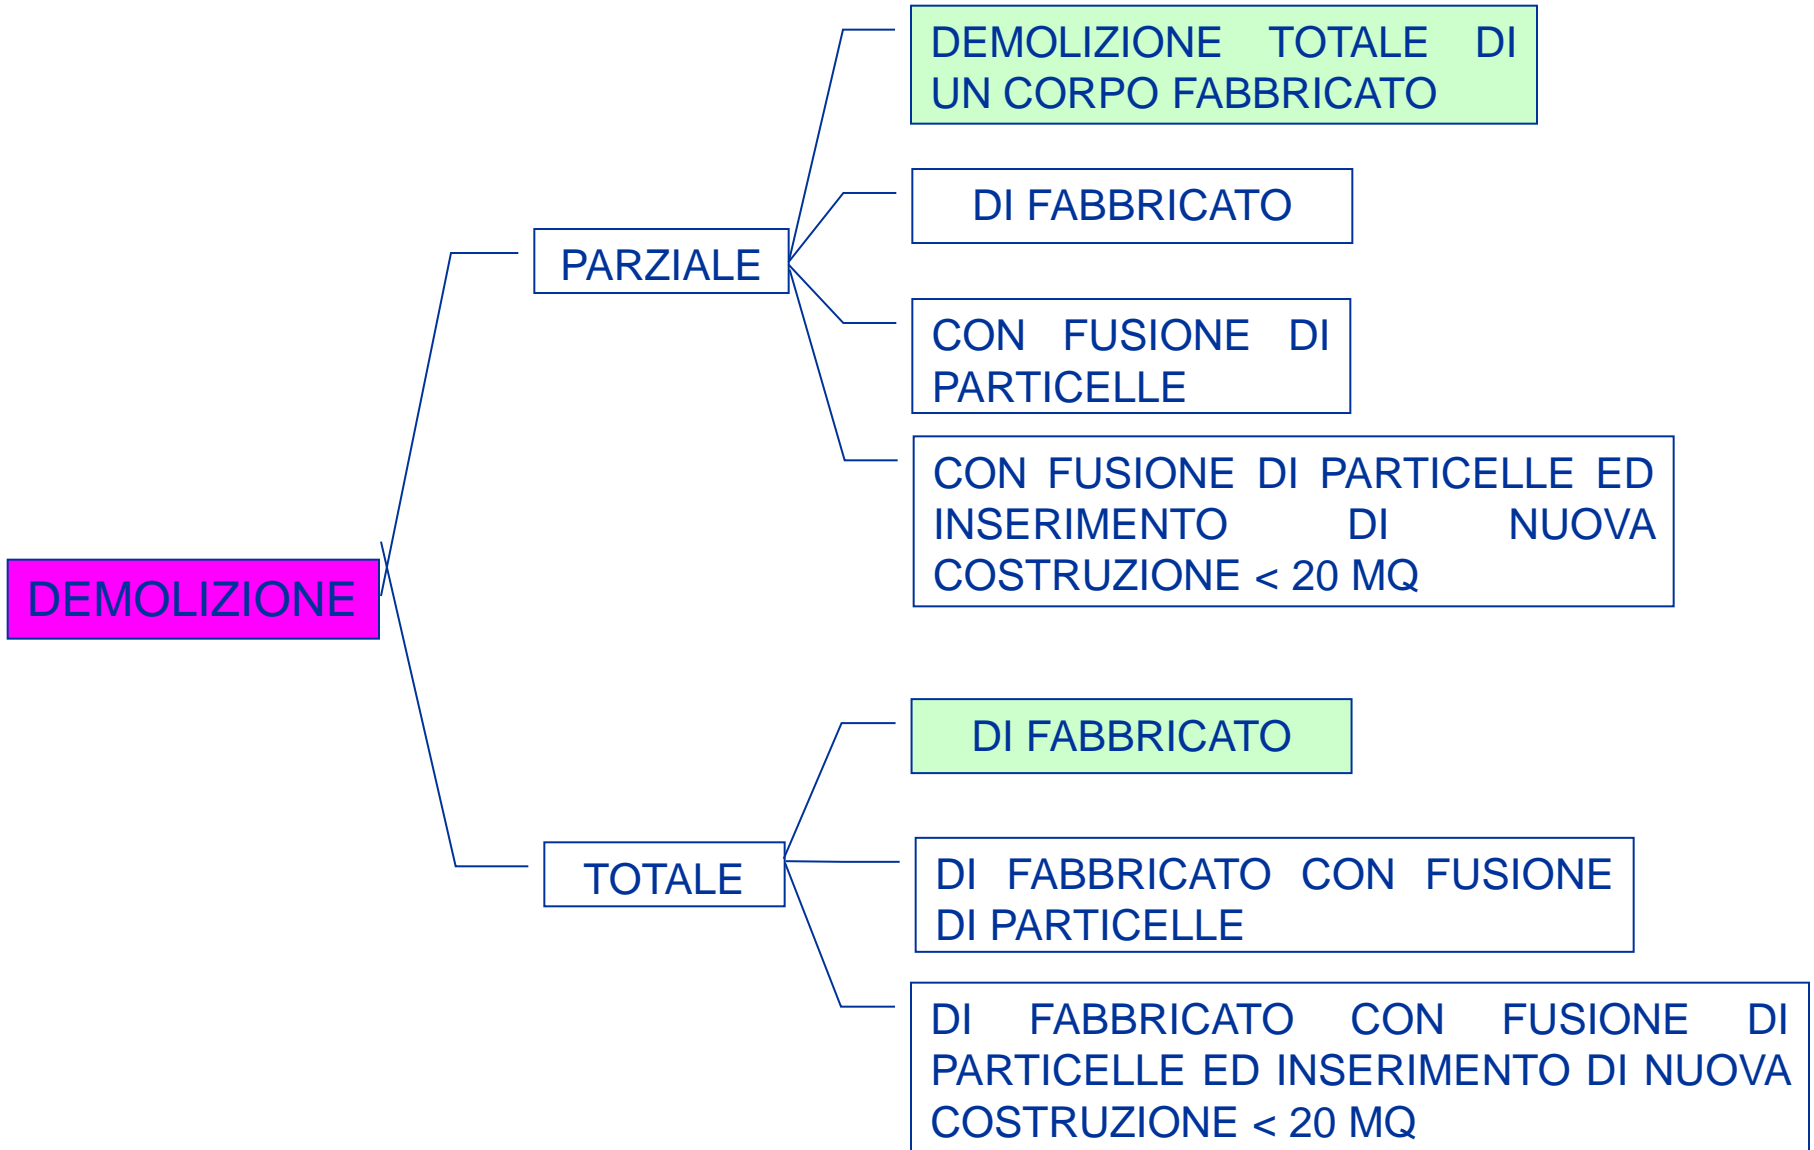 DEMOLIZIONE TOTALE DI
UN CORPO FABBRICATO
DI FABBRICATO
PARZIALE
CON FUSIONE DI
PARTICELLE
CON FUSIONE DI PARTICELLE ED
INSERIMENTO DI NUOVA
COSTRUZIONE < 20 MQ
DEMOLIZIONE
DI FABBRICATO
TOTALE
DI FABBRICATO CON FUSIONE
DI PARTICELLE
DI FABBRICATO CON FUSIONE DI
PARTICELLE ED INSERIMENTO DI NUOVA
COSTRUZIONE < 20 MQ